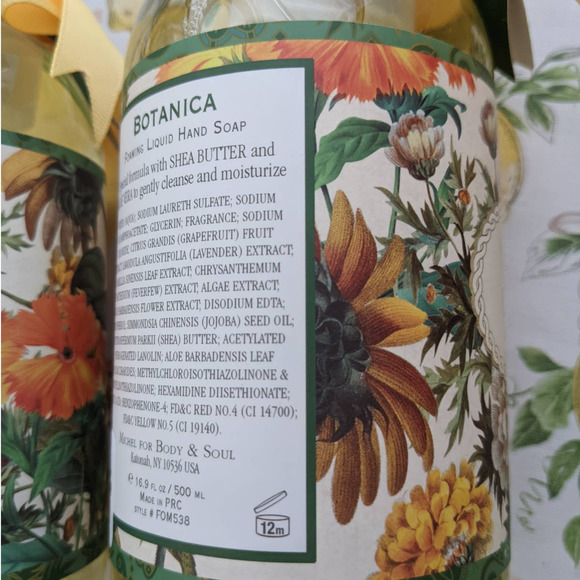 BOTANICA
FOAMING LIQUID HAND SOAP
formula with SHEA BUTTER and
to gently cleanse and moisturize
SODIUM LAURETH SULFATE; SODIUM
GLYCERIN; FRAGRANCE; SODIUM
CITRUS GRANDIS (GRAPEFRUIT) FRUIT
ANGUSTIFOLIA (LAVENDER) EXTRACT;
SINENSIS LEAF EXTRACT; CHRYSANTHEMUM
(FEVERFEW) EXTRACT; ALGAE EXTRACT;
FLOWER EXTRACT; DISODIUM EDTA;
SIMMONDSIA CHINENSIS (JOJOBA) SEED OIL;
PARKII (SHEA) BUTTER; ACETYLATED
LANOLIN; ALOE BARBADENSIS LEAF
METHYLCHLOROISOTHIAZOLINONE &
HEXAMIDINE DIISETHIONATE;
BENZOPHENONE-4; FD&C RED NO.4 (CI 14700);
FD&C YELLOW NO.5 (CI 19140).
MICHEL FOR BODY & SOUL
Katonah, NY 10536 USA
℮ 16.9 FL OZ / 500 ML
MADE IN PRC
STYLE # FOM538
12m